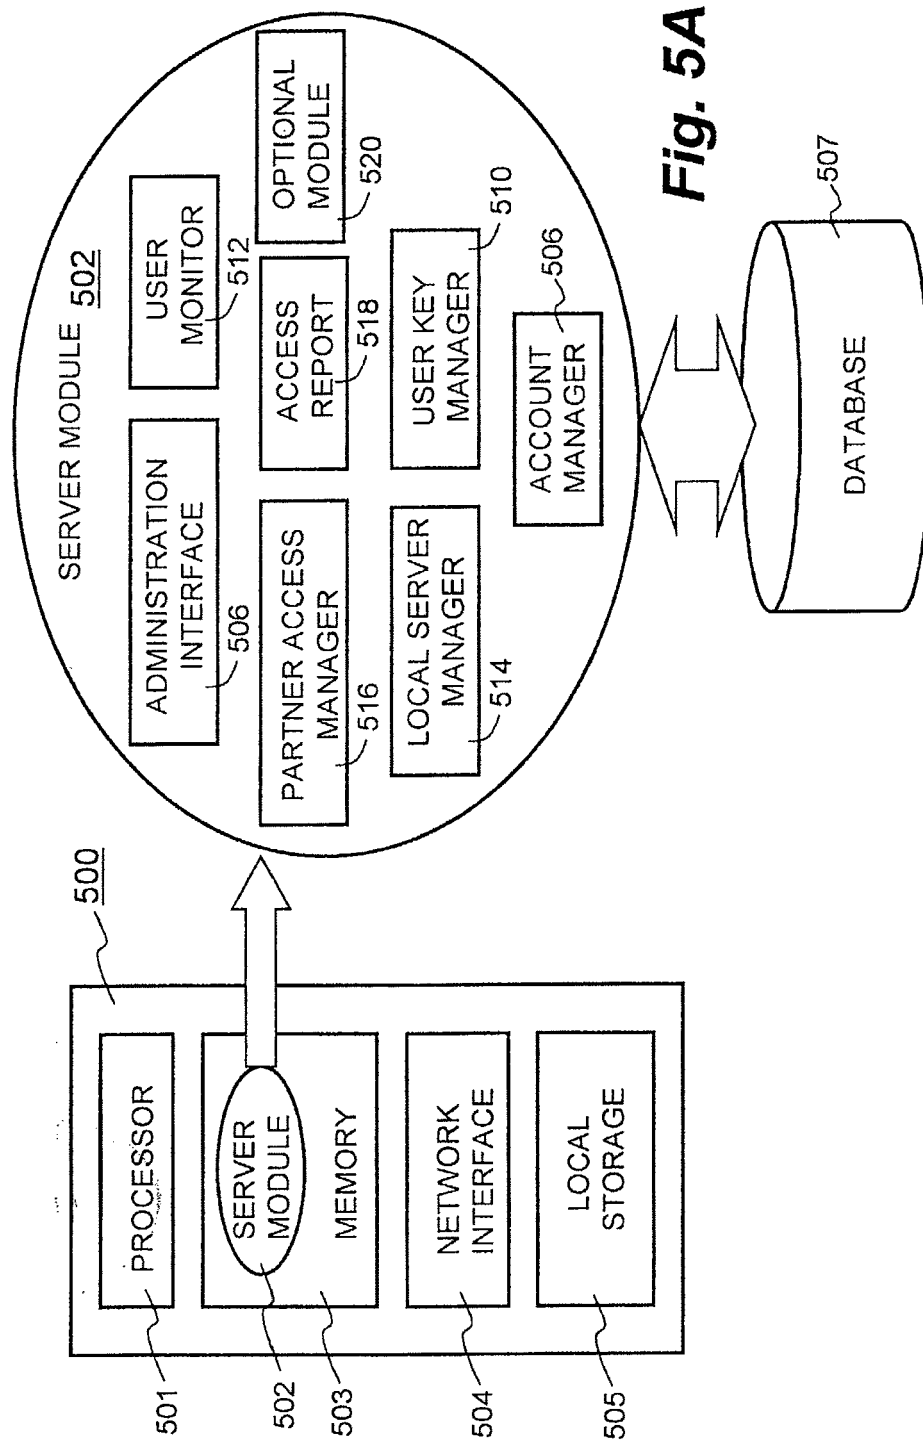 500
PROCESSOR
501
SERVER
MODULE
502
MEMORY
503
NETWORK
INTERFACE
504
LOCAL
STORAGE
505
SERVER MODULE 502
ADMINISTRATION
INTERFACE
506
USER
MONITOR
512
PARTNER ACCESS
MANAGER
516
ACCESS
REPORT
518
OPTIONAL
MODULE
520
LOCAL SERVER
MANAGER
514
USER KEY
MANAGER
510
ACCOUNT
MANAGER
506
DATABASE
507
Fig. 5A